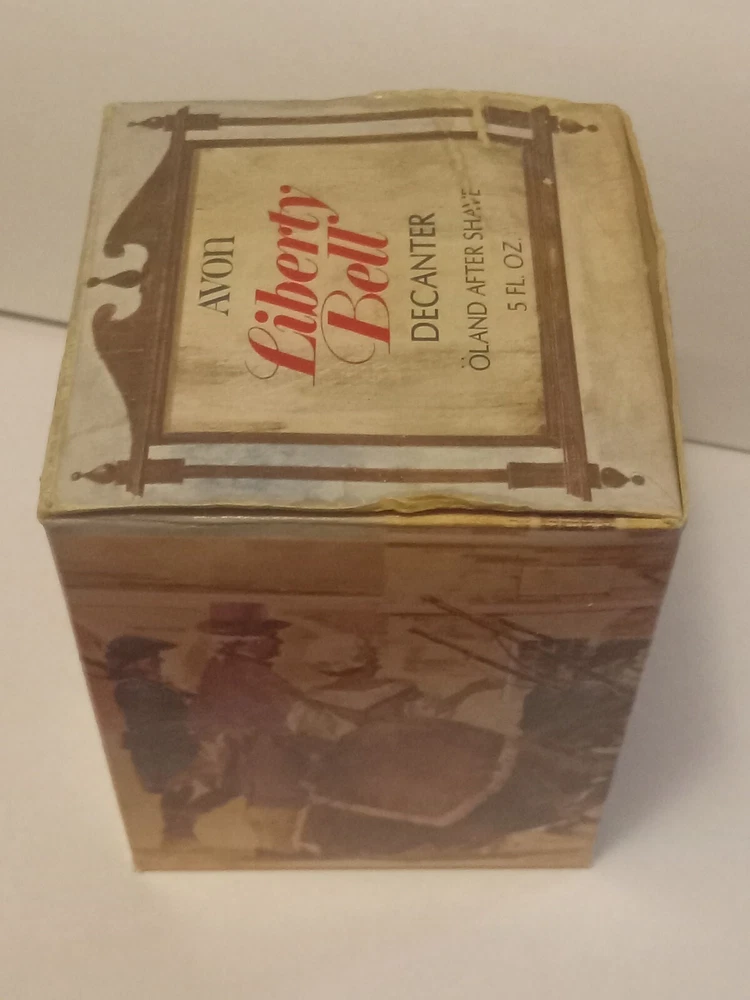 AVON
Liberty
Bell
DECANTER
ÖLAND AFTER SHAVE
5 FL. OZ.